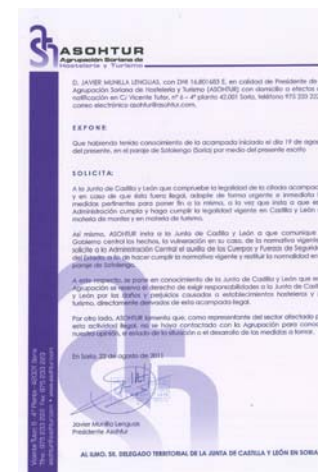 ASOHTUR
Agrupación Soriana de
Hostelería y Turismo
D. JAVIER MUNILLA LENGUAS, con DNI 16.801683 E, en calidad de Presidente de
Agrupación Soriana de Hostelería y Turismo (ASOHTUR) con domicilio a efectos
notificación en C/ Vicente Tutor, nº 6 – 4ª planta 42.001 Soria, teléfono 975 233 22
correo electrónico asohtur@asohtur.com,
EXPONE
Que habiendo tenido conocimiento de la acampada iniciada el día 19 de agos
del presente, en el paraje de Sotolengo (Soria) por medio del presente escrito
SOLICITA:
A la Junta de Castilla y León que compruebe la legalidad de la citada acampad
y en caso de que ésta fuera ilegal, adopte de forma urgente e inmediata l
medidas pertinentes para poner fin a la misma, a la vez que insta a que es
Administración cumpla y haga cumplir la legalidad vigente en Castilla y León
materia de montes y en materia de turismo.
Así mismo, ASOHTUR insta a la Junta de Castilla y León a que comunique
Gobierno central los hechos, la vulneración en su caso, de la normativa vigente
solicite a la Administración Central el auxilio de las Cuerpos y Fuerzas de Segurid
del Estado, a fin de hacer cumplir la normativa vigente y restituir la normalidad en
paraje de Sotolengo.
A este respecto, se pone en conocimiento de la Junta de Castilla y León que es
Agrupación se reserva el derecho de exigir responsabilidades a la Junta de Casti
y León por los daños y perjuicios causados a establecimientos hosteleros y
turismo, directamente derivados de esta acampada ilegal.
Por otro lado, ASOHTUR lamenta que, como representante del sector afectado p
esta actividad ilegal, no se haya contactado con la Agrupación para conoc
nuestra opinión, el estado de la situación o el desarrollo de las medidas a tomar.
En Soria, 22 de agosto de 2011
Javier Munilla Lenguas
Presidente Asohtur
AL ILMO. SR. DELEGADO TERRITORIAL DE LA JUNTA DE CASTILLA Y LEÓN EN SORIA